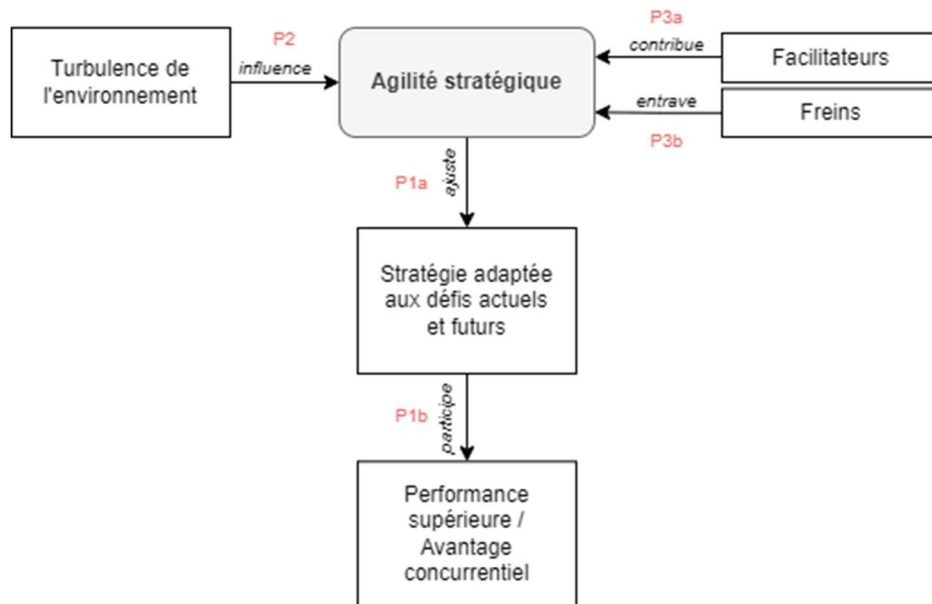 P3a
P2
contribue
Turbulence de
l'environnement
influence
Agilité stratégique
Facilitateurs
entrave
Freins
P3b
P1a
ajuste
Stratégie adaptée
aux défis actuels
et futurs
P1b
participe
Performance
supérieure /
Avantage
concurrentiel